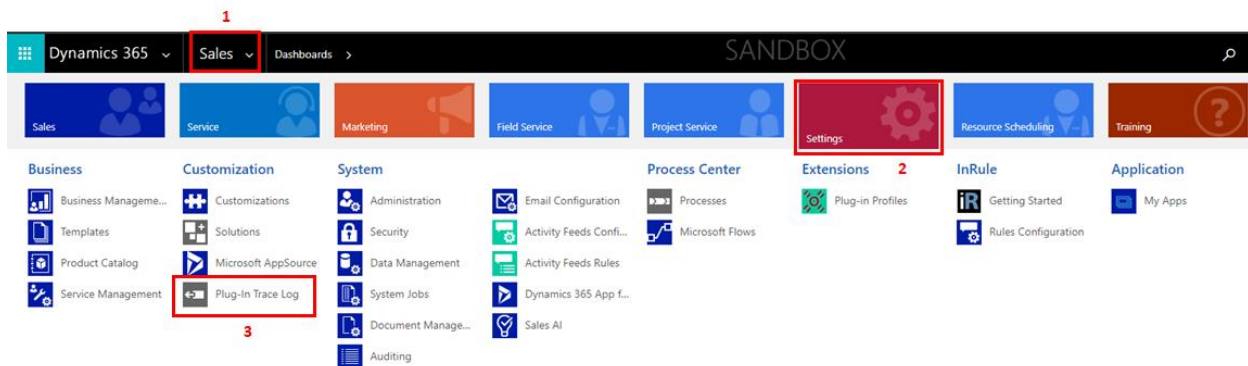 1
Dynamics 365 Sales Dashboards > SANDBOX
Sales Service Marketing Field Service Project Service Settings Resource Scheduling Training
Business Customization System Process Center Extensions 2 InRule Application
Business Manageme... Customizations Administration Email Configuration Processes Plug-in Profiles iR Getting Started My Apps
Templates Solutions Security Activity Feeds Confi... Microsoft Flows Rules Configuration
Product Catalog Microsoft AppSource Data Management Activity Feeds Rules
Service Management Plug-In Trace Log System Jobs Dynamics 365 App f...
3 Document Manage... Sales AI
Auditing